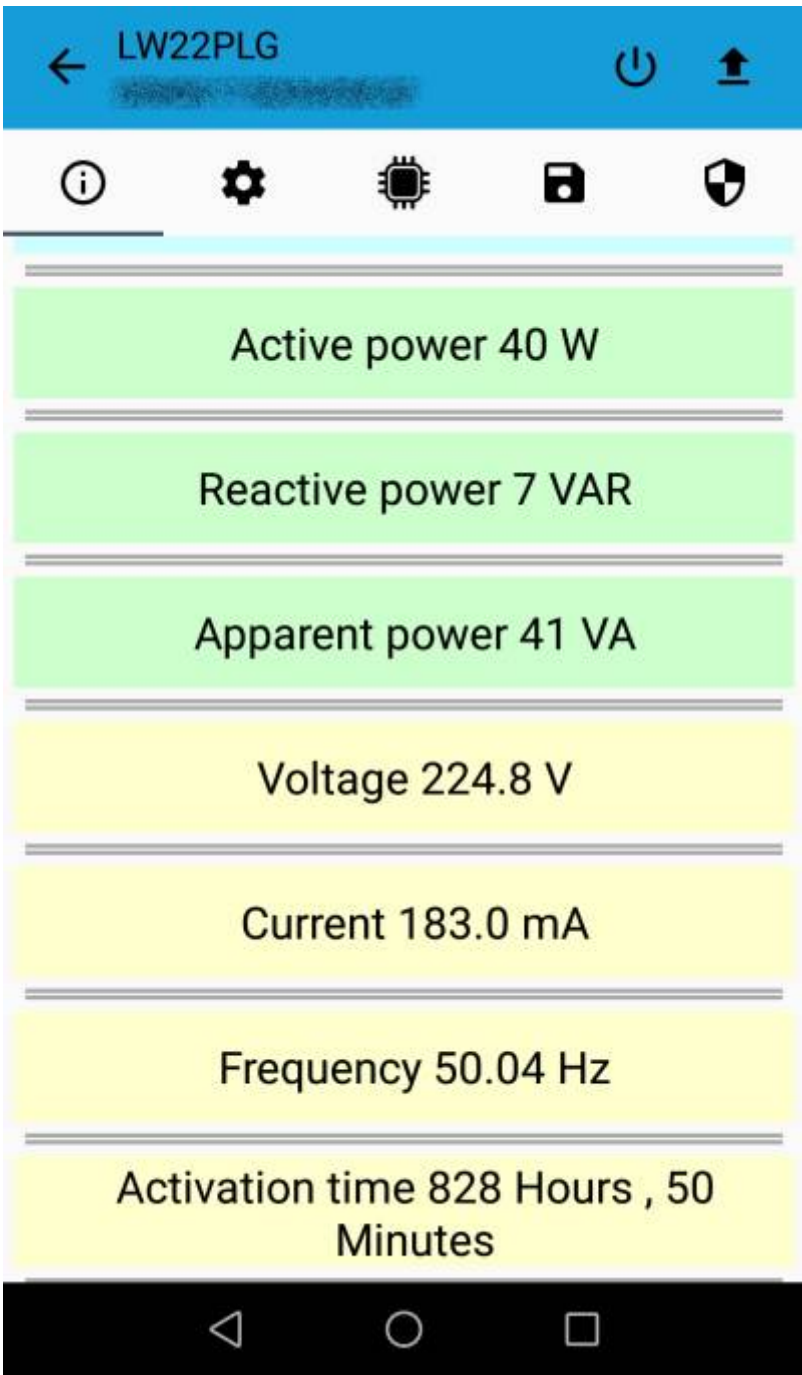 LW22PLG
Active power 40 W
Reactive power 7 VAR
Apparent power 41 VA
Voltage 224.8 V
Current 183.0 mA
Frequency 50.04 Hz
Activation time 828 Hours , 50
Minutes